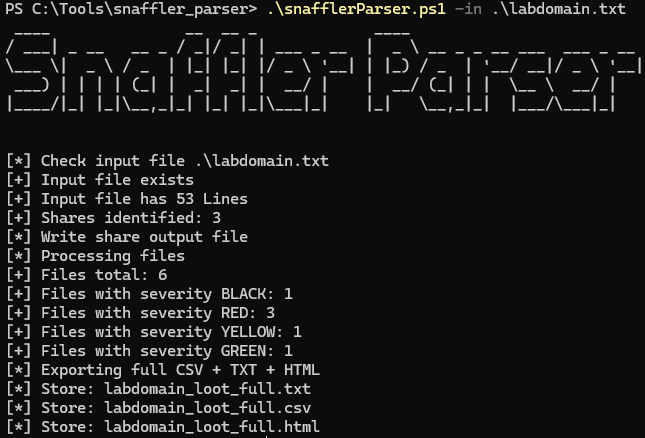 PS C:\Tools\snaffler_parser> .\snafflerParser.ps1 -in .\labdomain.txt
Snaffler Parser
[*] Check input file .\labdomain.txt
[+] Input file exists
[+] Input file has 53 Lines
[+] Shares identified: 3
[*] Write share output file
[*] Processing files
[+] Files total: 6
[+] Files with severity BLACK: 1
[+] Files with severity RED: 3
[+] Files with severity YELLOW: 1
[+] Files with severity GREEN: 1
[*] Exporting full CSV + TXT + HTML
[*] Store: labdomain_loot_full.txt
[*] Store: labdomain_loot_full.csv
[*] Store: labdomain_loot_full.html